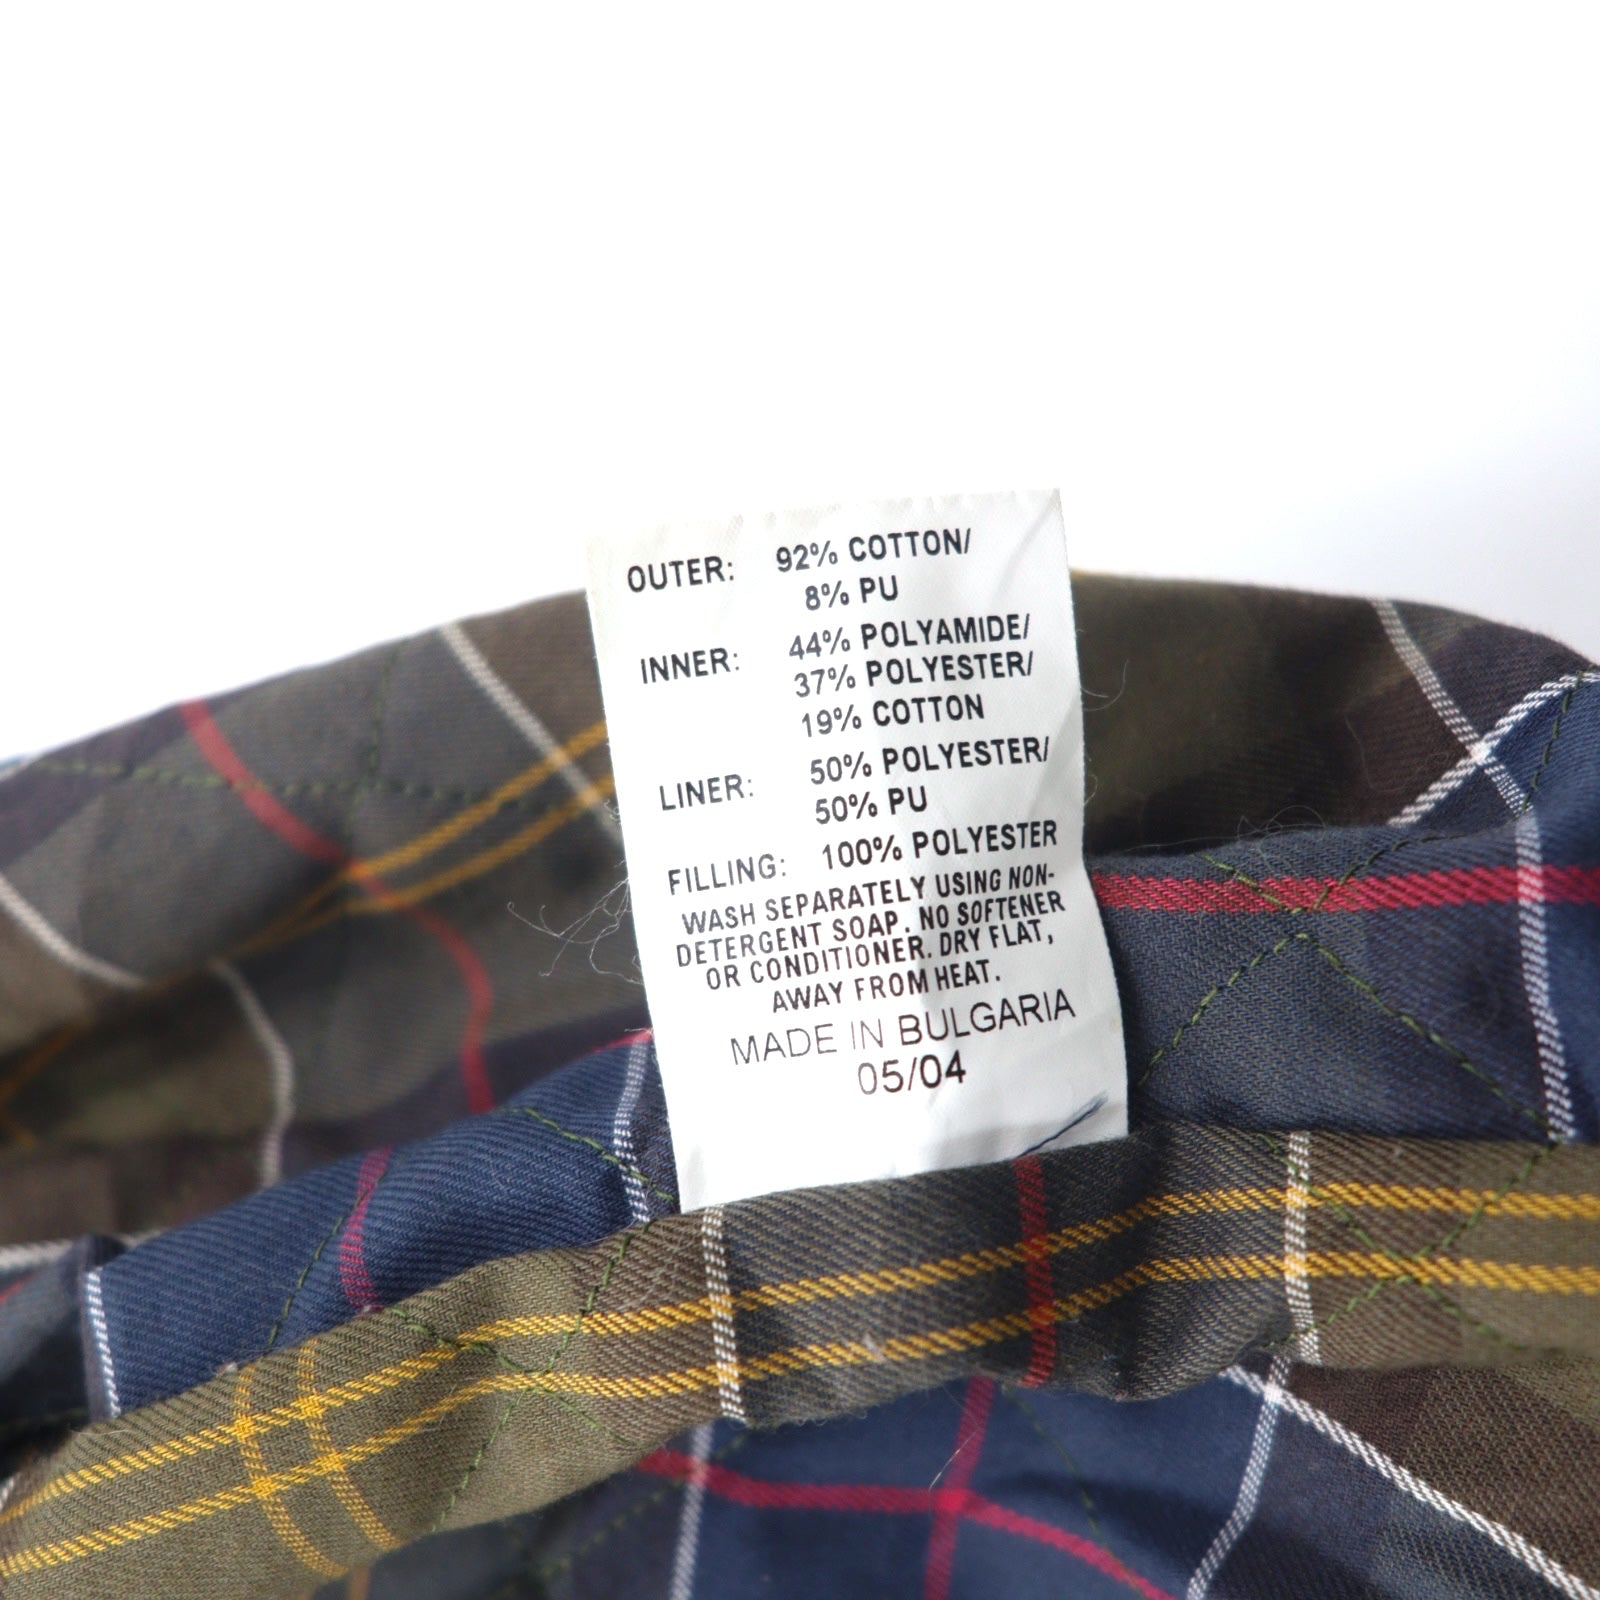 OUTER: 92% COTTON/
8% PU
INNER: 44% POLYAMIDE/
37% POLYESTER/
19% COTTON
LINER: 50% POLYESTER/
50% PU
FILLING: 100% POLYESTER
WASH SEPARATELY USING NON-
DETERGENT SOAP. NO SOFTENER
OR CONDITIONER. DRY FLAT,
AWAY FROM HEAT.
MADE IN BULGARIA
05/04